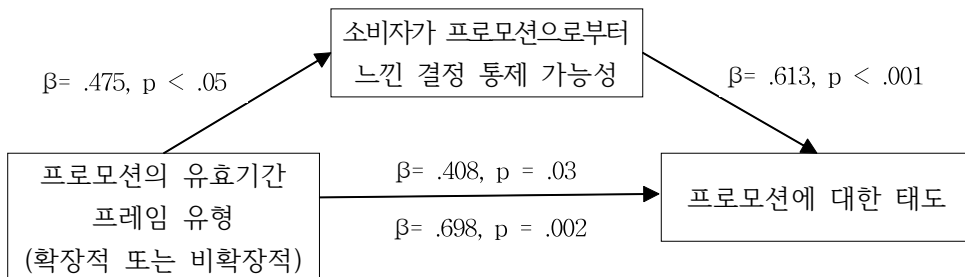 소비자가 프로모션으로부터
느낀 결정 통제 가능성
β= .475, p < .05
β= .613, p < .001
프로모션의 유효기간
프레임 유형
(확장적 또는 비확장적)
β= .408, p = .03
β= .698, p = .002
프로모션에 대한 태도